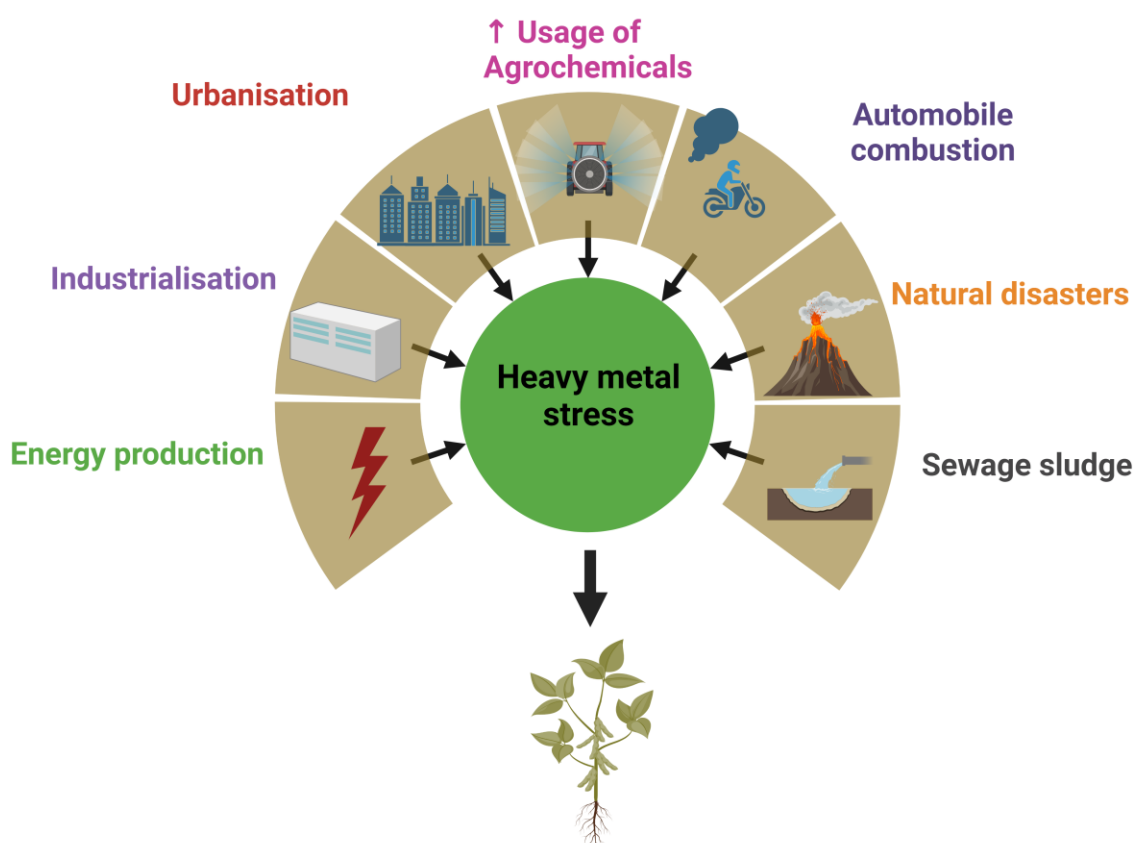 ↑ Usage of
Agrochemicals
Urbanisation
Automobile
combustion
Industrialisation
Natural disasters
Heavy metal
stress
Energy production
Sewage sludge